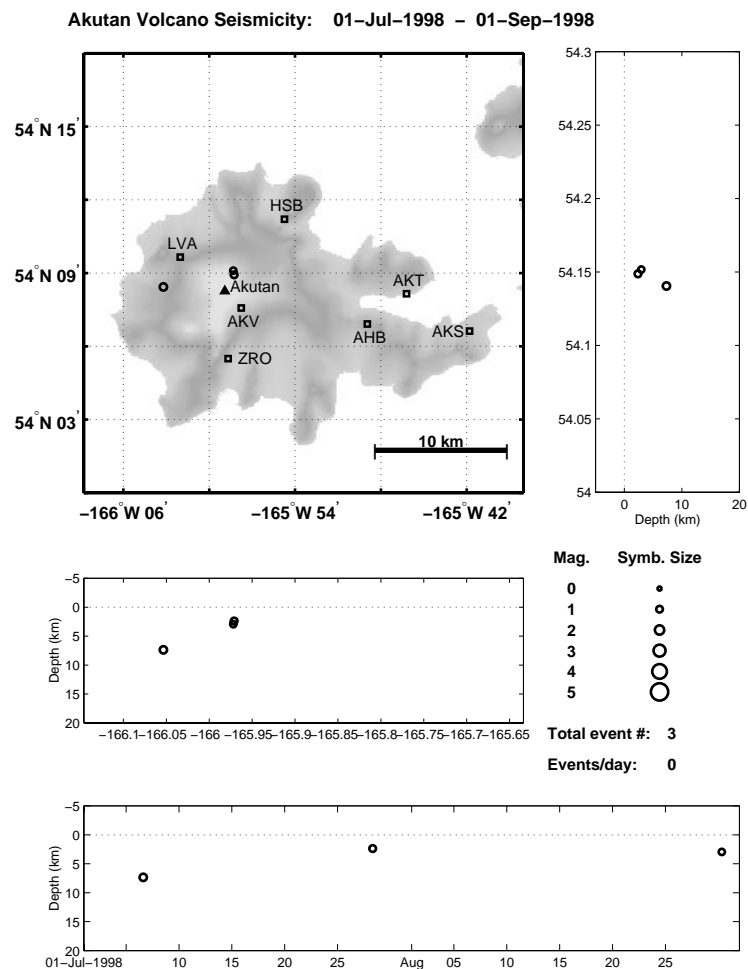 Akutan Volcano Seismicity: 01−Jul−1998 − 01−Sep−1998
54°N 15'
54°N 09'
54°N 03'
−166°W 06' −165°W 54' −165°W 42'
HSB
LVA
Akutan
AKT
AKV
AHB
AKS
ZRO
10 km
54.3
54.25
54.2
54.15
54.1
54.05
54
0 10 20
Depth (km)
−5
0
5
10
15
20
Depth (km)
−166.1 −166.05 −166 −165.95 −165.9 −165.85 −165.8 −165.75 −165.7 −165.65
Mag. Symb. Size
0
1
2
3
4
5
Total event #: 3
Events/day: 0
−5
0
5
10
15
20
Depth (km)
01−Jul−1998 10 15 20 25 Aug 05 10 15 20 25